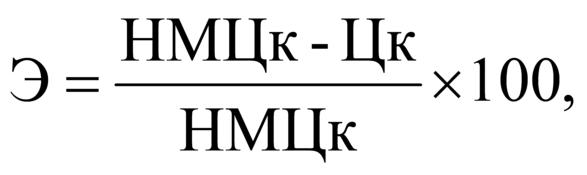 Э = НМЦк - Цк / НМЦк ×100,